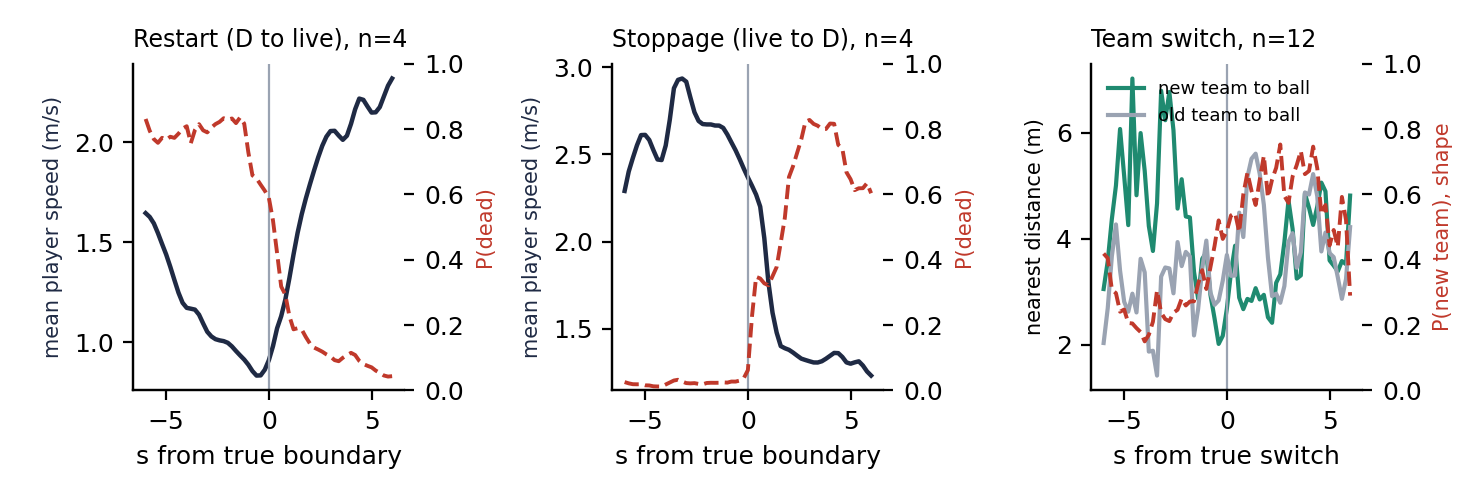 Restart (D to live), n=4
mean player speed (m/s)
2.0
1.5
1.0
1.0
0.8
0.6
0.4
0.2
0.0
P(dead)
−5
0
5
s from true boundary
Stoppage (live to D), n=4
mean player speed (m/s)
3.0
2.5
2.0
1.5
1.0
0.8
0.6
0.4
0.2
0.0
P(dead)
−5
0
5
s from true boundary
Team switch, n=12
new team to ball
old team to ball
nearest distance (m)
6
4
2
1.0
0.8
0.6
0.4
0.2
0.0
P(new team), shape
−5
0
5
s from true switch